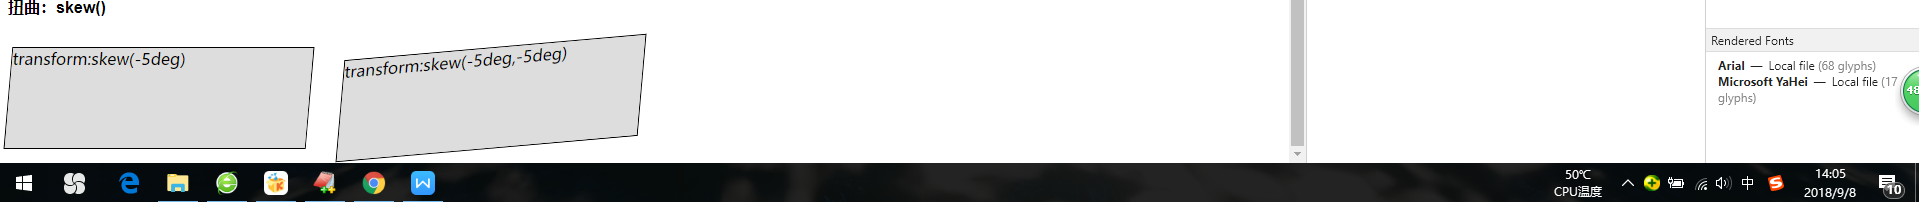 扭曲：skew()
transform:skew(-5deg)
transform:skew(-5deg,-5deg)
Rendered Fonts
Arial — Local file (68 glyphs)
Microsoft YaHei — Local file (17
glyphs)
48
50℃
CPU温度
中
14:05
2018/9/8
10